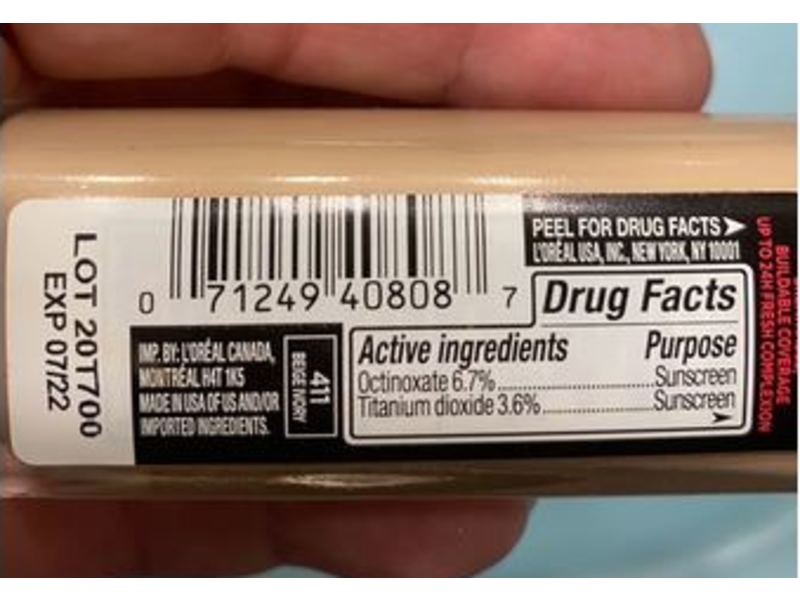 LOT 20T700
EXP 07/22
0 71249 40808 7
IMP. BY: L'ORÉAL CANADA,
MONTRÉAL H4T 1K5
MADE IN USA OF US AND/OR
IMPORTED INGREDIENTS.
411
BEIGE IVORY
PEEL FOR DRUG FACTS
L'ORÉAL USA, INC., NEW YORK, NY 10001
Drug Facts
Active ingredients Purpose
Octinoxate 6.7%..........................Sunscreen
Titanium dioxide 3.6%..................Sunscreen
BUILDABLE COVERAGE
UP TO 24H FRESH COMPLEXION